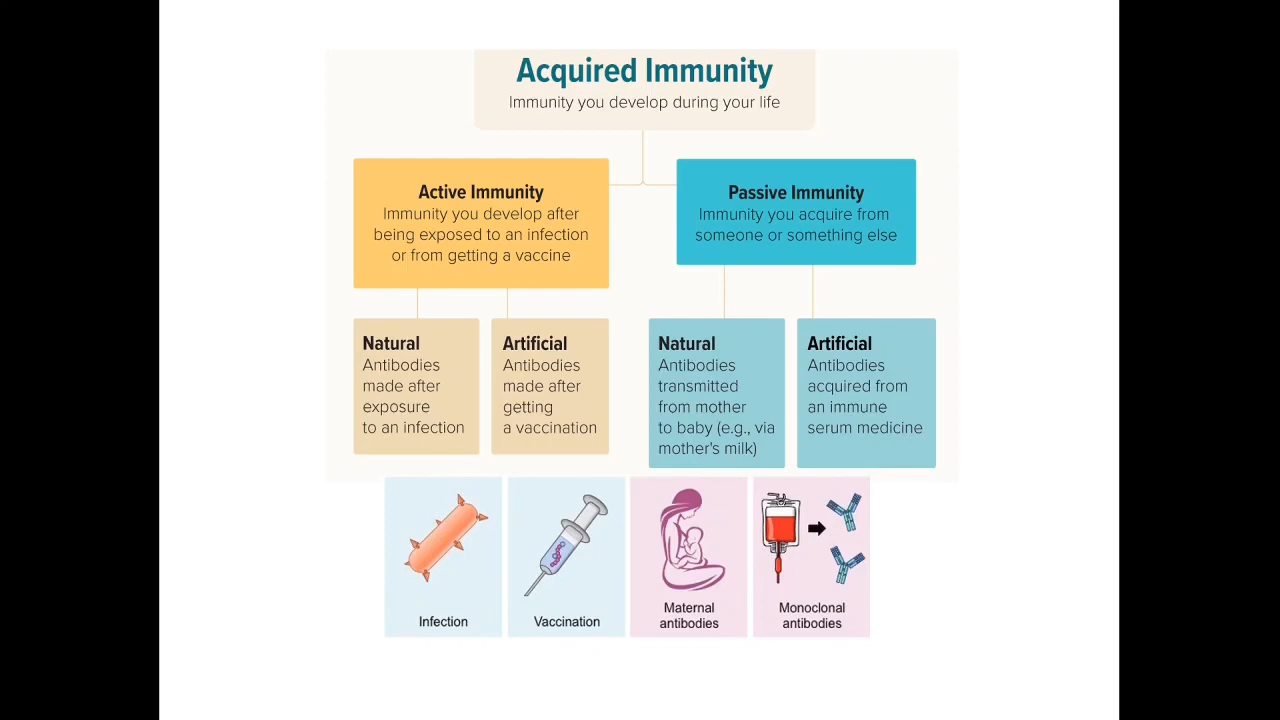 Acquired Immunity
Immunity you develop during your life
Active Immunity
Immunity you develop after
being exposed to an infection
or from getting a vaccine
Passive Immunity
Immunity you acquire from
someone or something else
Natural
Antibodies
made after
exposure
to an infection
Artificial
Antibodies
made after
getting
a vaccination
Natural
Antibodies
transmitted
from mother
to baby (e.g., via
mother's milk)
Artificial
Antibodies
acquired from
an immune
serum medicine
Infection
Vaccination
Maternal
antibodies
Monoclonal
antibodies